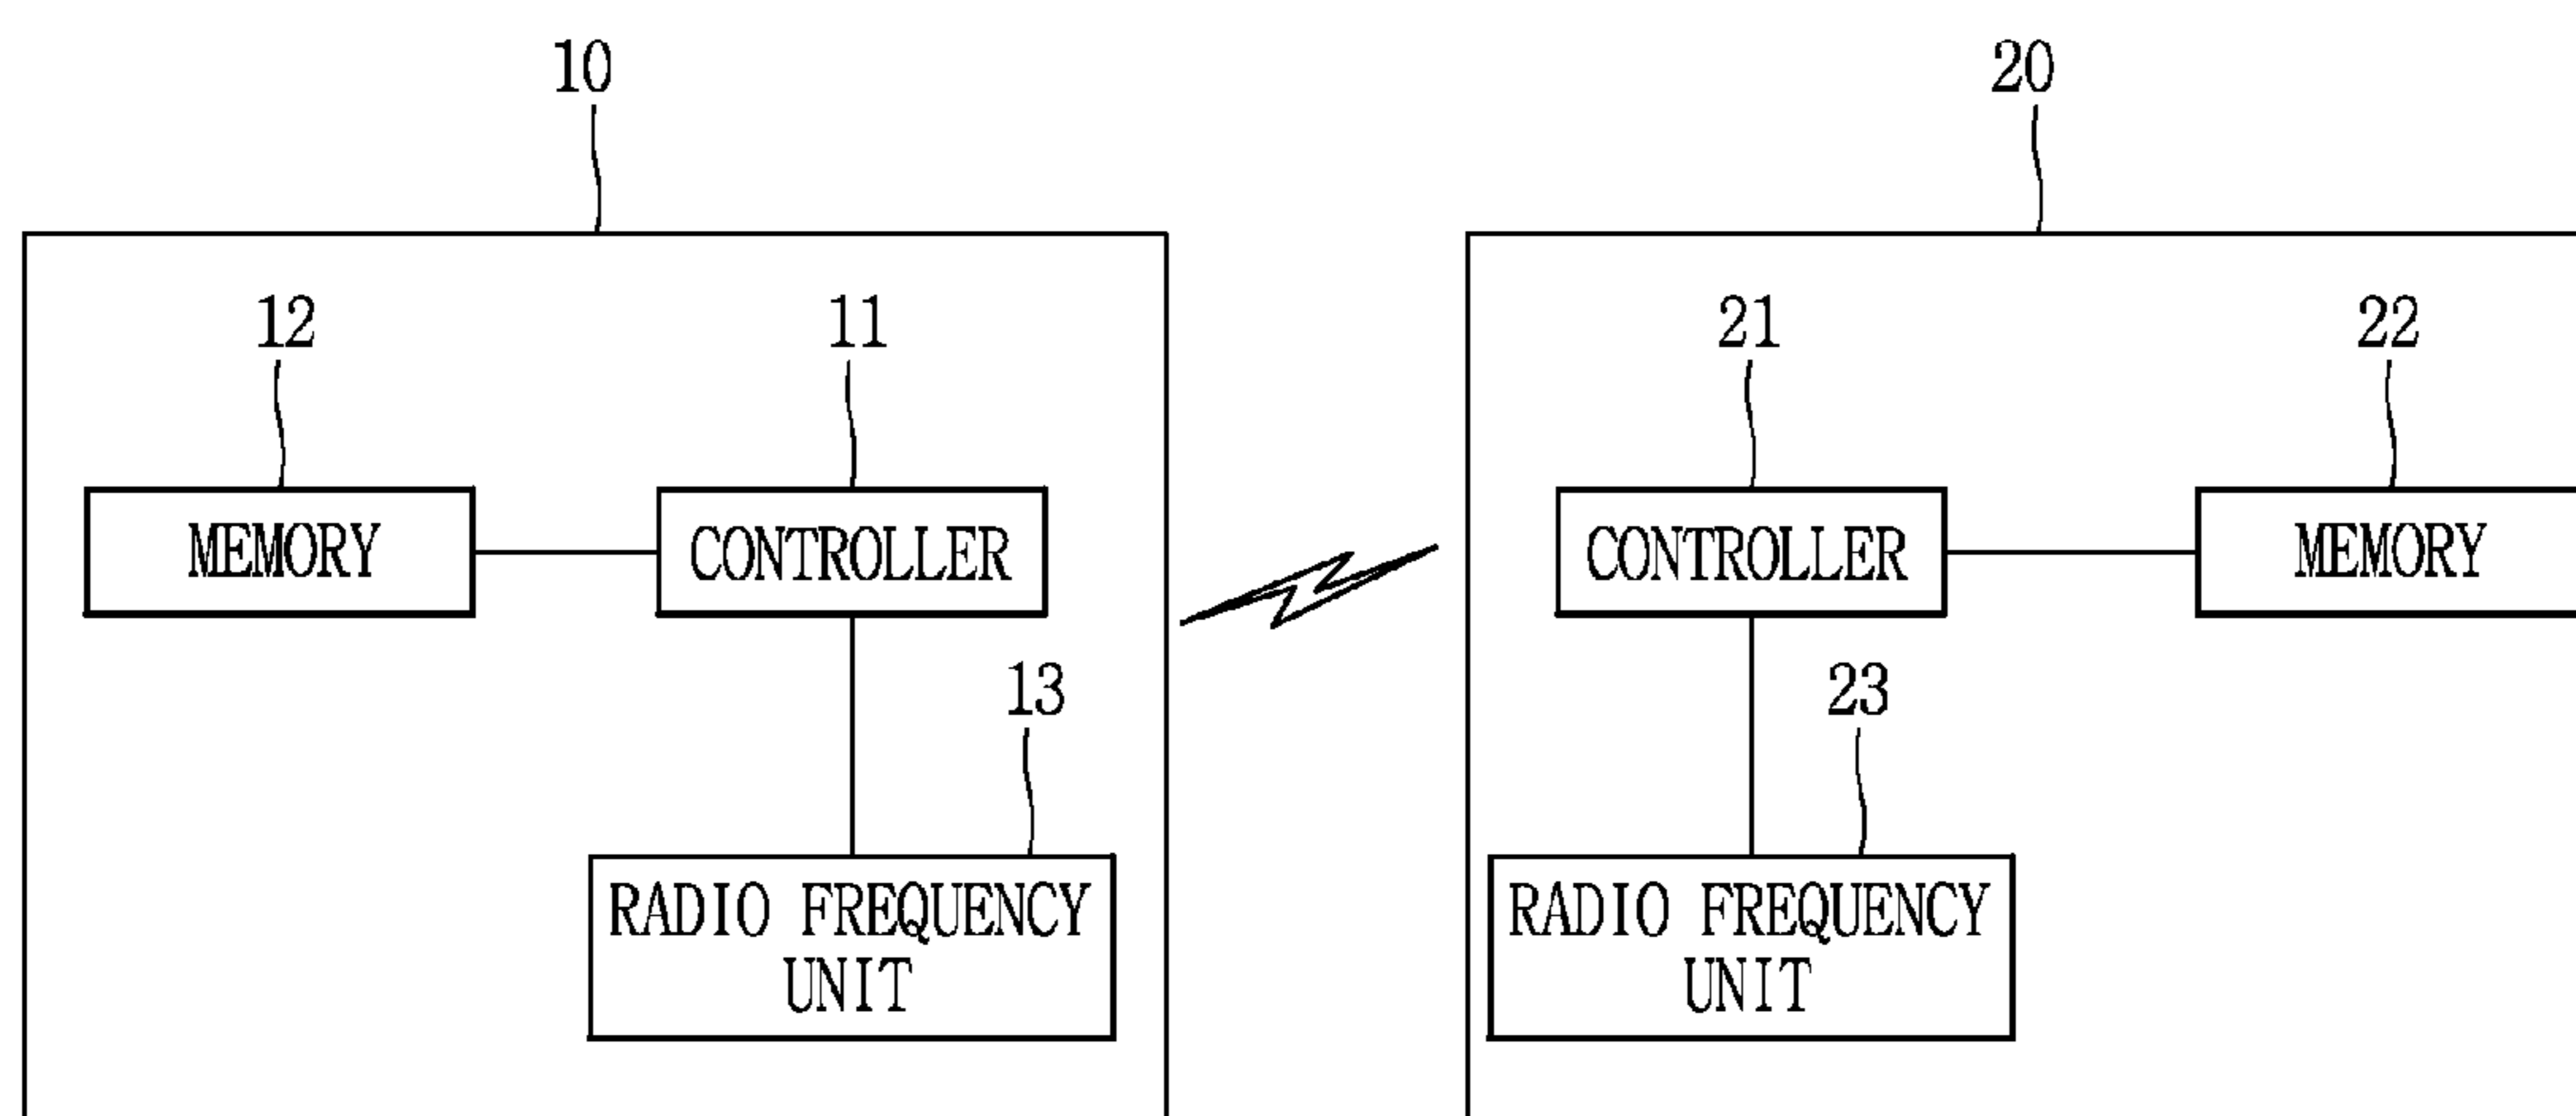 10
20
12
11
21
22
MEMORY
CONTROLLER
CONTROLLER
MEMORY
13
23
RADIO FREQUENCY
UNIT
RADIO FREQUENCY
UNIT